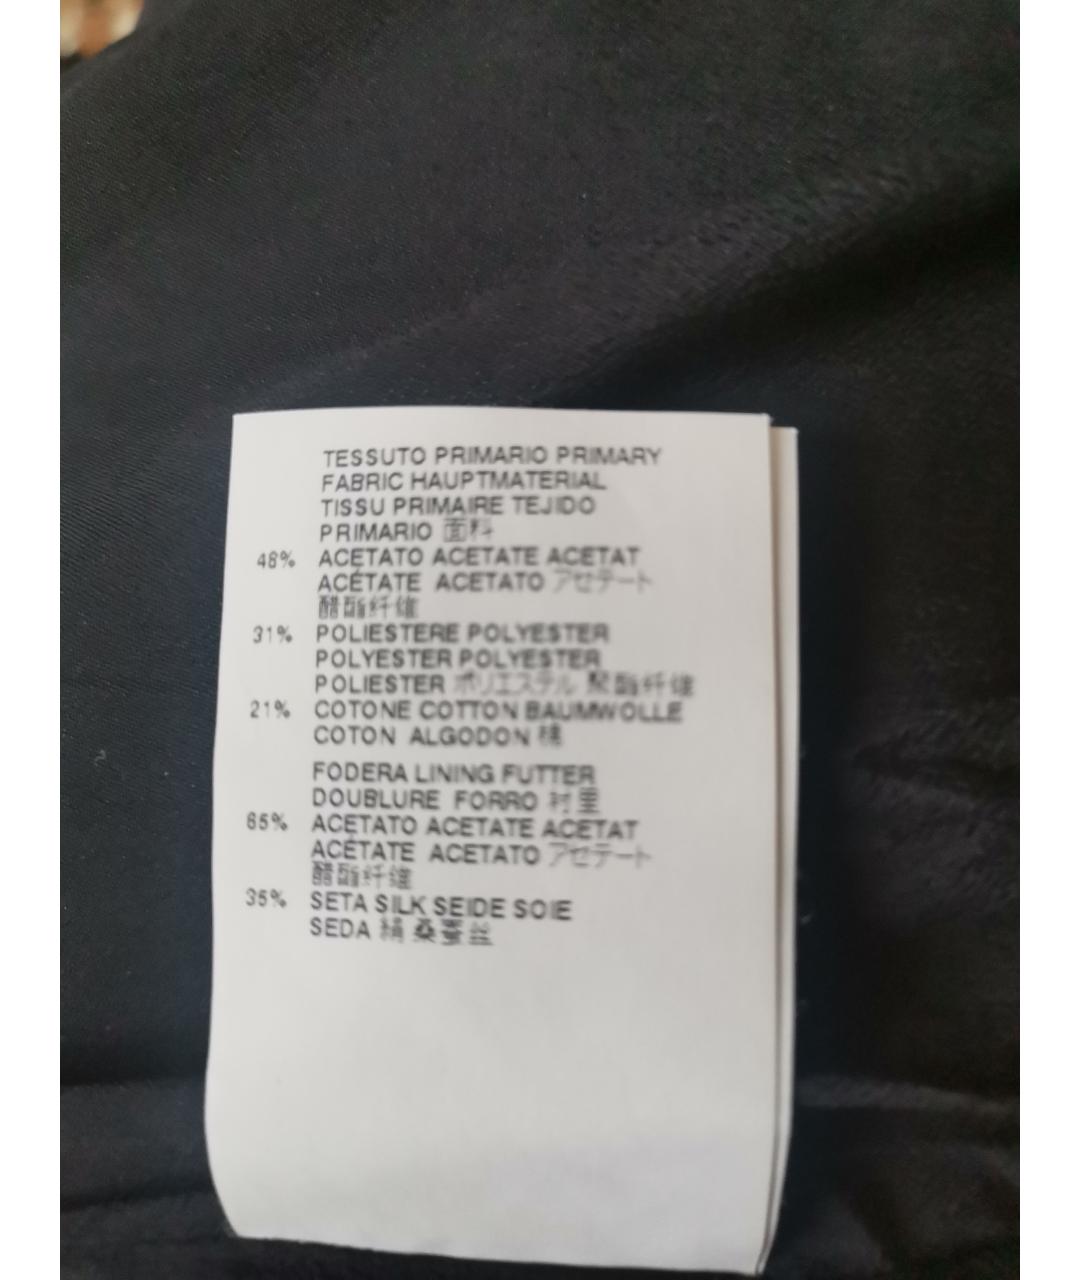 TESSUTO PRIMARIO PRIMARY
FABRIC HAUPTMATERIAL
TISSU PRIMAIRE TEJIDO
PRIMARIO 面料
48% ACETATO ACETATE ACETAT
ACÉTATE ACETATO アセテート
醋酯纤维
31% POLIESTERE POLYESTER
POLYESTER POLYESTER
POLIESTER ポリエステル 聚酯纤维
21% COTONE COTTON BAUMWOLLE
COTON ALGODON 棉
FODERA LINING FUTTER
DOUBLURE FORRO 衬里
65% ACETATO ACETATE ACETAT
ACÉTATE ACETATO アセテート
醋酯纤维
35% SETA SILK SEIDE SOIE
SEDA 絹 桑蚕丝